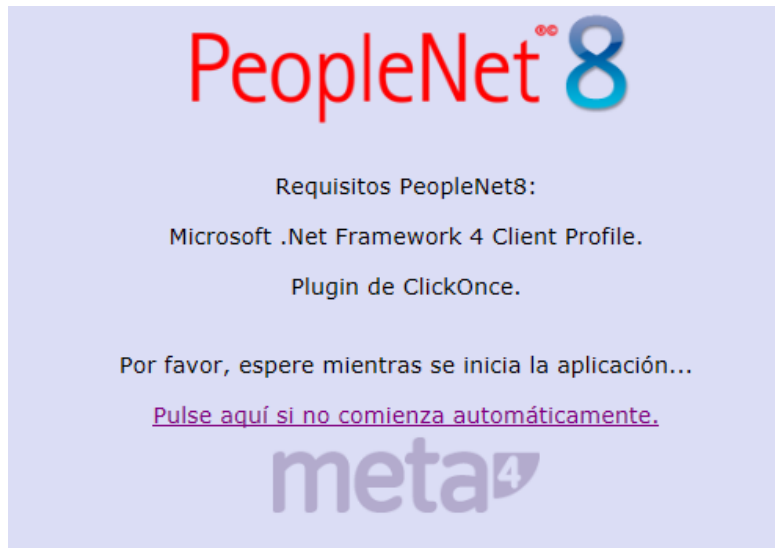 PeopleNet™®© 8
Requisitos PeopleNet8:
Microsoft .Net Framework 4 Client Profile.
Plugin de ClickOnce.
Por favor, espere mientras se inicia la aplicación...
Pulse aquí si no comienza automáticamente.
meta4